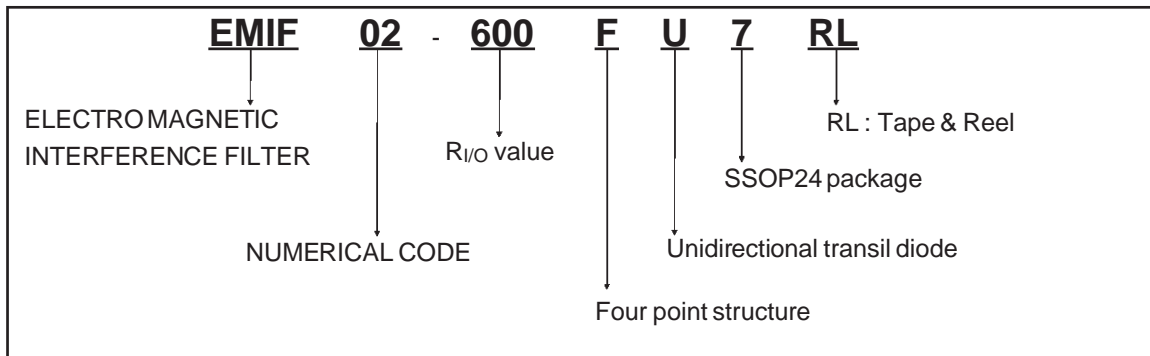 EMIF 02 - 600 F U 7 RL
ELECTRO MAGNETIC
INTERFERENCE FILTER
RI/O value
RL : Tape & Reel
SSOP24 package
NUMERICAL CODE
Unidirectional transil diode
Four point structure